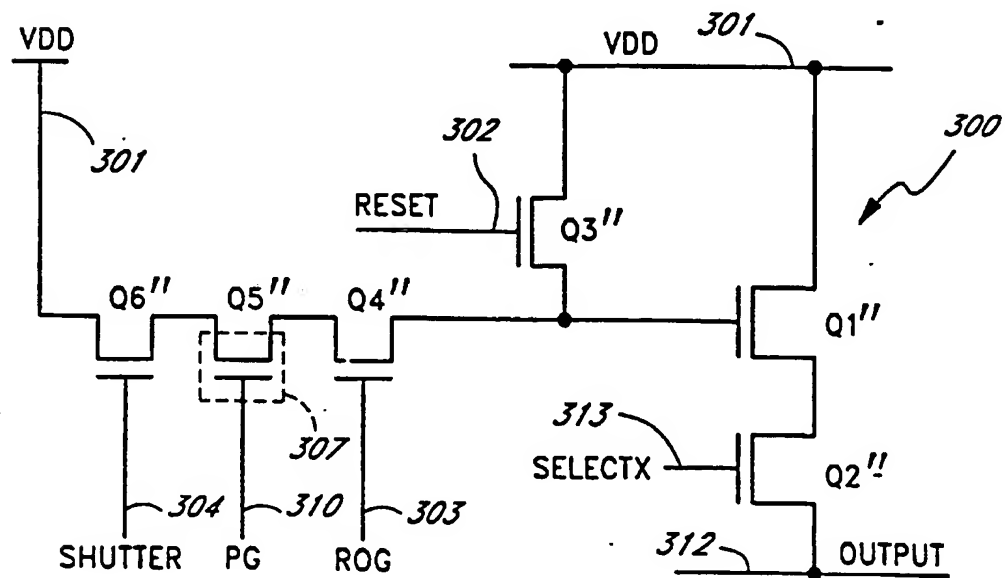 VDD
301
VDD
301
300
302
RESET
Q3"
Q6"
Q5"
Q4"
Q1"
307
313
SELECTX
Q2"
304
310
303
SHUTTER
PG
ROG
312
OUTPUT